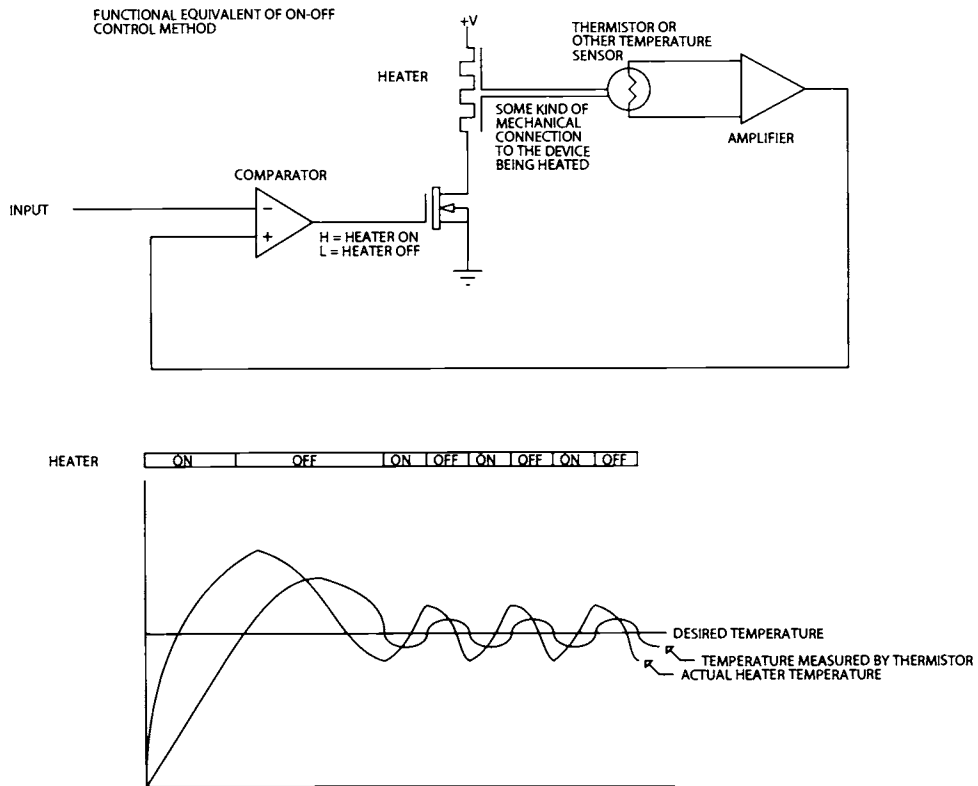 FUNCTIONAL EQUIVALENT OF ON-OFF
CONTROL METHOD
+V
THERMISTOR OR
OTHER TEMPERATURE
SENSOR
HEATER
SOME KIND OF
MECHANICAL
CONNECTION
TO THE DEVICE
BEING HEATED
AMPLIFIER
COMPARATOR
INPUT
−
+
H = HEATER ON
L = HEATER OFF
HEATER
ON OFF ON OFF ON OFF ON OFF
DESIRED TEMPERATURE
TEMPERATURE MEASURED BY THERMISTOR
ACTUAL HEATER TEMPERATURE